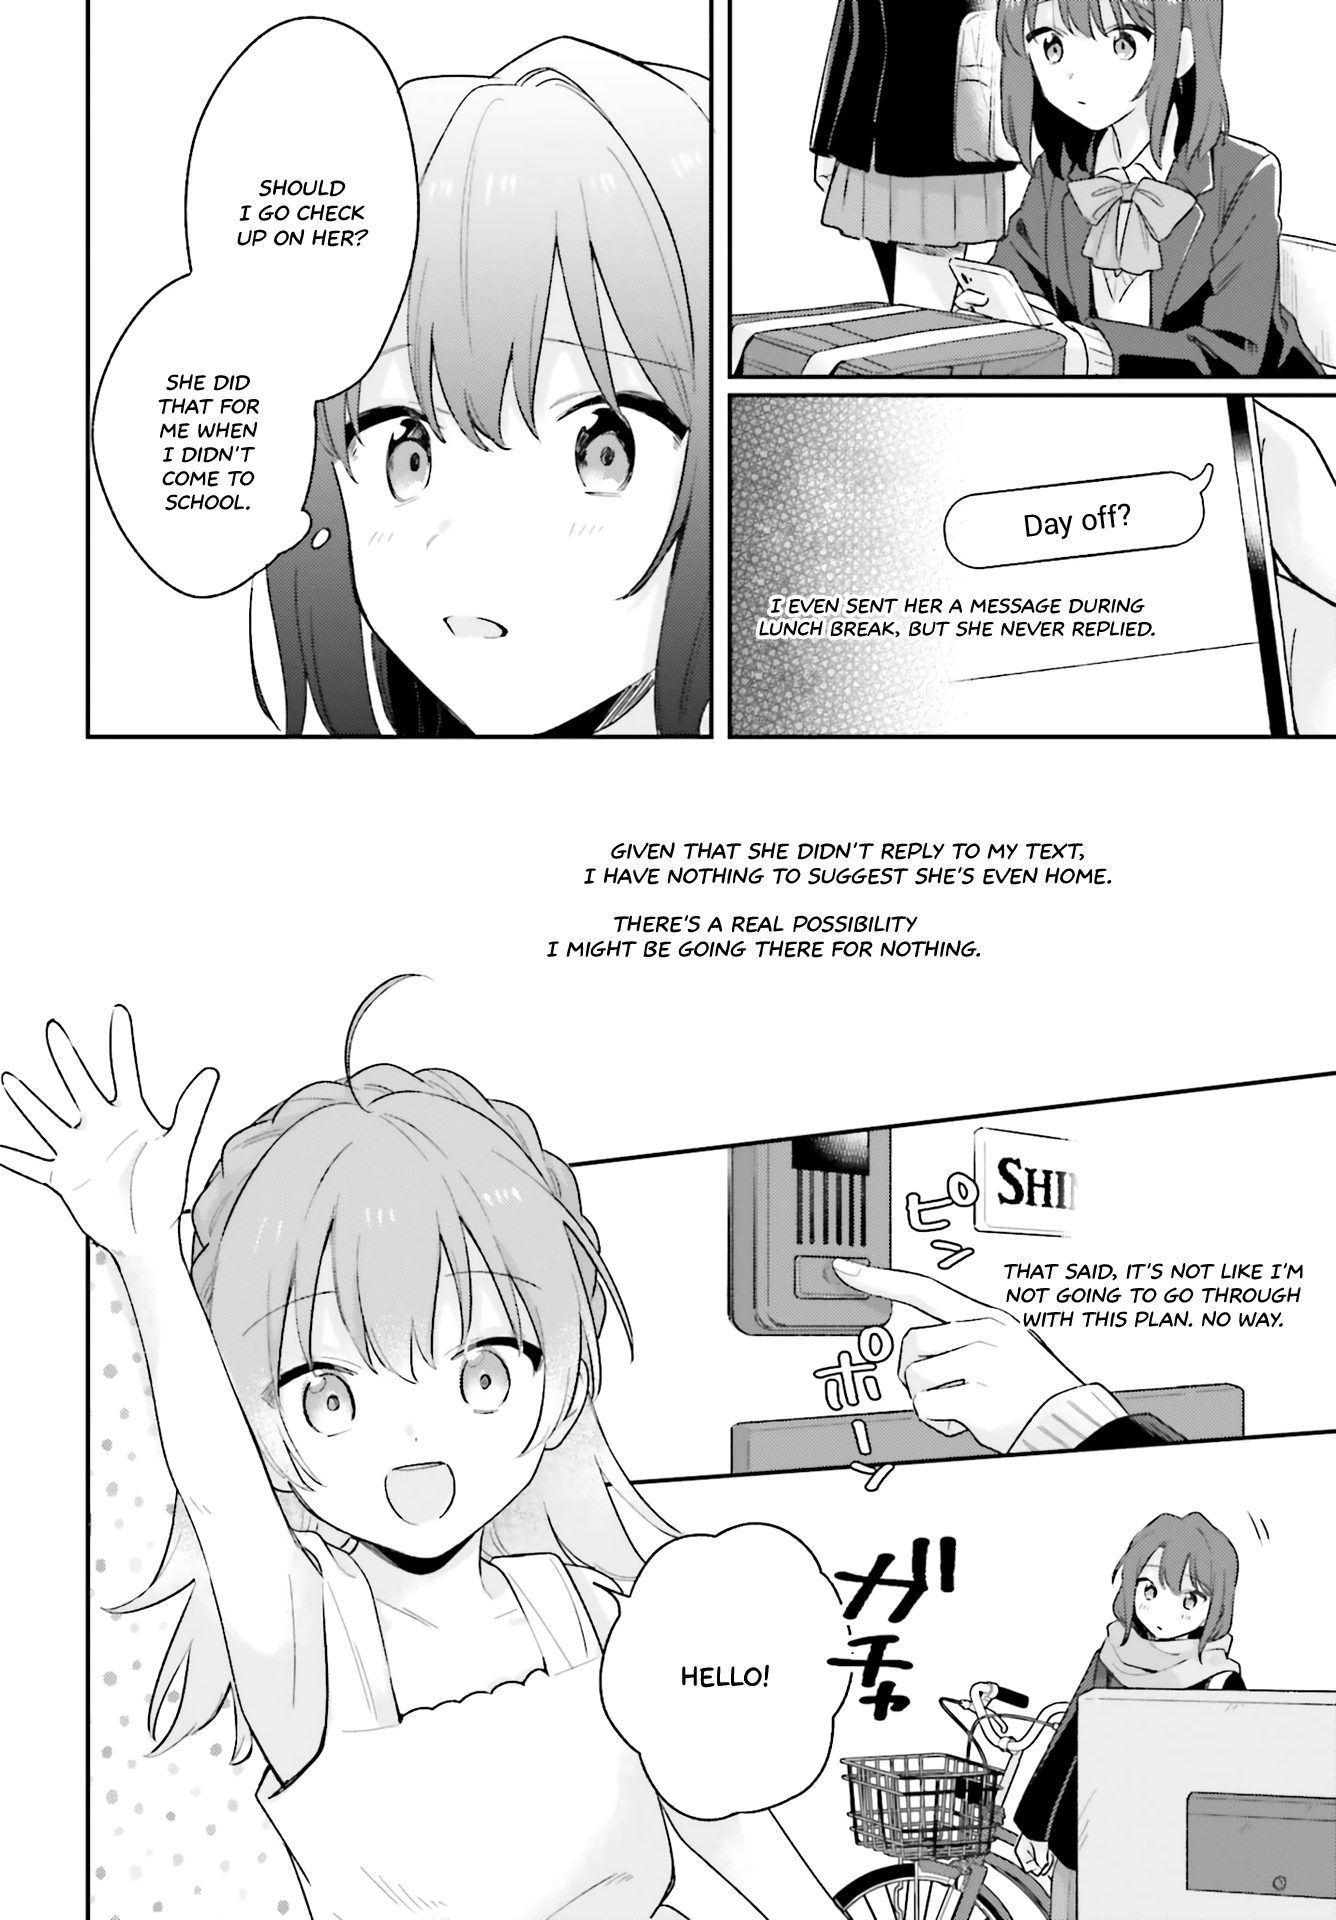 Day off?
I EVEN SENT HER A MESSAGE DURING
LUNCH BREAK, BUT SHE NEVER REPLIED.
SHOULD
I GO CHECK
UP ON HER?
SHE DID
THAT FOR
ME WHEN
I DIDN'T
COME TO
SCHOOL.
GIVEN THAT SHE DIDN'T REPLY TO MY TEXT,
I HAVE NOTHING TO SUGGEST SHE'S EVEN HOME.
THERE'S A REAL POSSIBILITY
I MIGHT BE GOING THERE FOR NOTHING.
ピン
SHI
THAT SAID, IT'S NOT LIKE I'M
NOT GOING TO GO THROUGH
WITH THIS PLAN. NO WAY.
ポーン
ガチャ
HELLO!